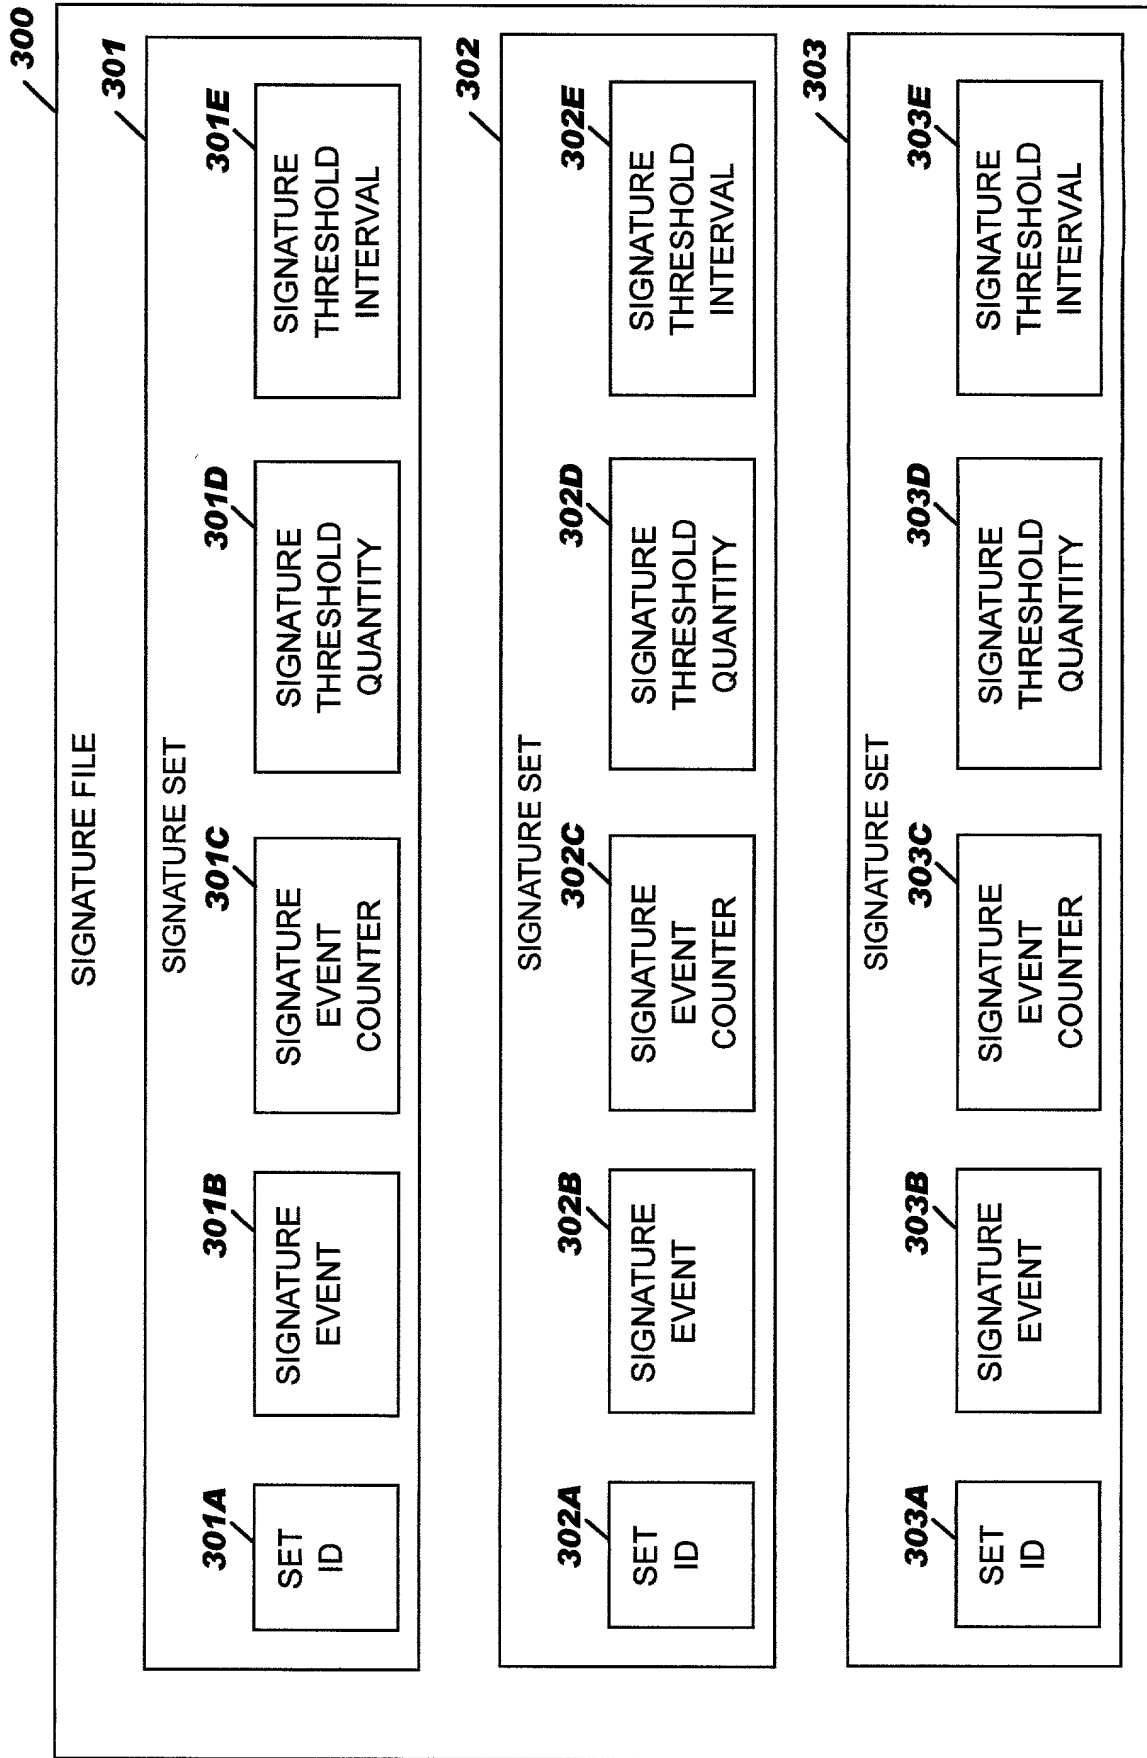 300
SIGNATURE FILE
301
SIGNATURE SET
301A
SET
ID
301B
SIGNATURE
EVENT
301C
SIGNATURE
EVENT
COUNTER
301D
SIGNATURE
THRESHOLD
QUANTITY
301E
SIGNATURE
THRESHOLD
INTERVAL
302
SIGNATURE SET
302A
SET
ID
302B
SIGNATURE
EVENT
302C
SIGNATURE
EVENT
COUNTER
302D
SIGNATURE
THRESHOLD
QUANTITY
302E
SIGNATURE
THRESHOLD
INTERVAL
303
SIGNATURE SET
303A
SET
ID
303B
SIGNATURE
EVENT
303C
SIGNATURE
EVENT
COUNTER
303D
SIGNATURE
THRESHOLD
QUANTITY
303E
SIGNATURE
THRESHOLD
INTERVAL